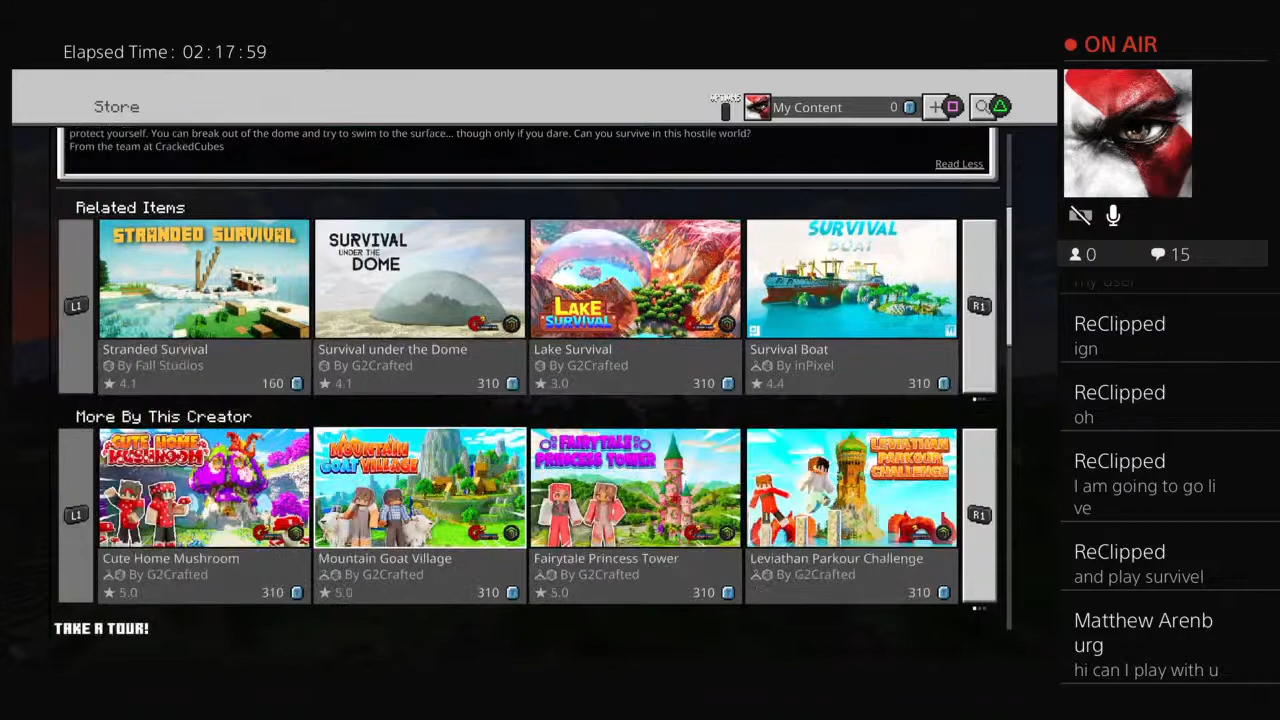 Elapsed Time: 02:17:59
ON AIR
Store
OPTIONS
My Content
0
protect yourself. You can break out of the dome and try to swim to the surface... though only if you dare. Can you survive in this hostile world?
From the team at CrackedCubes
Read Less
Related Items
L1
STRANDED SURVIVAL
SURVIVAL
UNDER THE
DOME
LAKE
SURVIVAL
SURVIVAL
BOAT
R1
Stranded Survival
By Fall Studios
4.1
160
Survival under the Dome
By G2Crafted
4.1
310
Lake Survival
By G2Crafted
3.0
310
Survival Boat
By inPixel
4.4
310
More By This Creator
L1
CUTE HOME
MUSHROOM
MOUNTAIN
GOAT VILLAGE
FAIRYTALE
PRINCESS TOWER
LEVIATHAN
PARKOUR
CHALLENGE
R1
Cute Home Mushroom
By G2Crafted
5.0
310
Mountain Goat Village
By G2Crafted
5.0
310
Fairytale Princess Tower
By G2Crafted
5.0
310
Leviathan Parkour Challenge
By G2Crafted
310
TAKE A TOUR!
0
15
my user
ReClipped
ign
ReClipped
oh
ReClipped
I am going to go li
ve
ReClipped
and play survivel
Matthew Arenb
urg
hi can I play with u